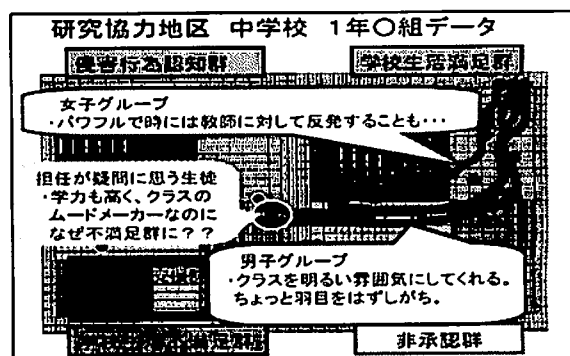 研究協力地区 中学校 1年〇組データ
侵害行為認知群
学校生活満足群
女子グループ
・パワフルで時には教師に対して反発することも・・・
担任が疑問に思う生徒
・学力も高く、クラスの
ムードメーカーなのに
なぜ不満足群に??
男子グループ
・クラスを明るい雰囲気にしてくれる。
ちょっと羽目をはずしがち。
非承認群